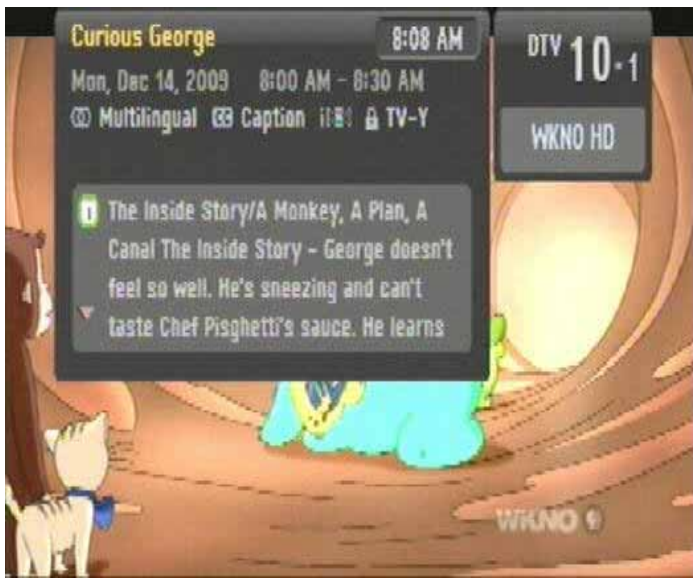 Curious George
8:08 AM
Mon, Dec 14, 2009 8:00 AM - 8:30 AM
Multilingual CC Caption TV-Y
DTV 10-1
WKNO HD
i The Inside Story/A Monkey, A Plan, A
Canal The Inside Story - George doesn't
feel so well. He's sneezing and can't
taste Chef Pisghetti's sauce. He learns
WKNO